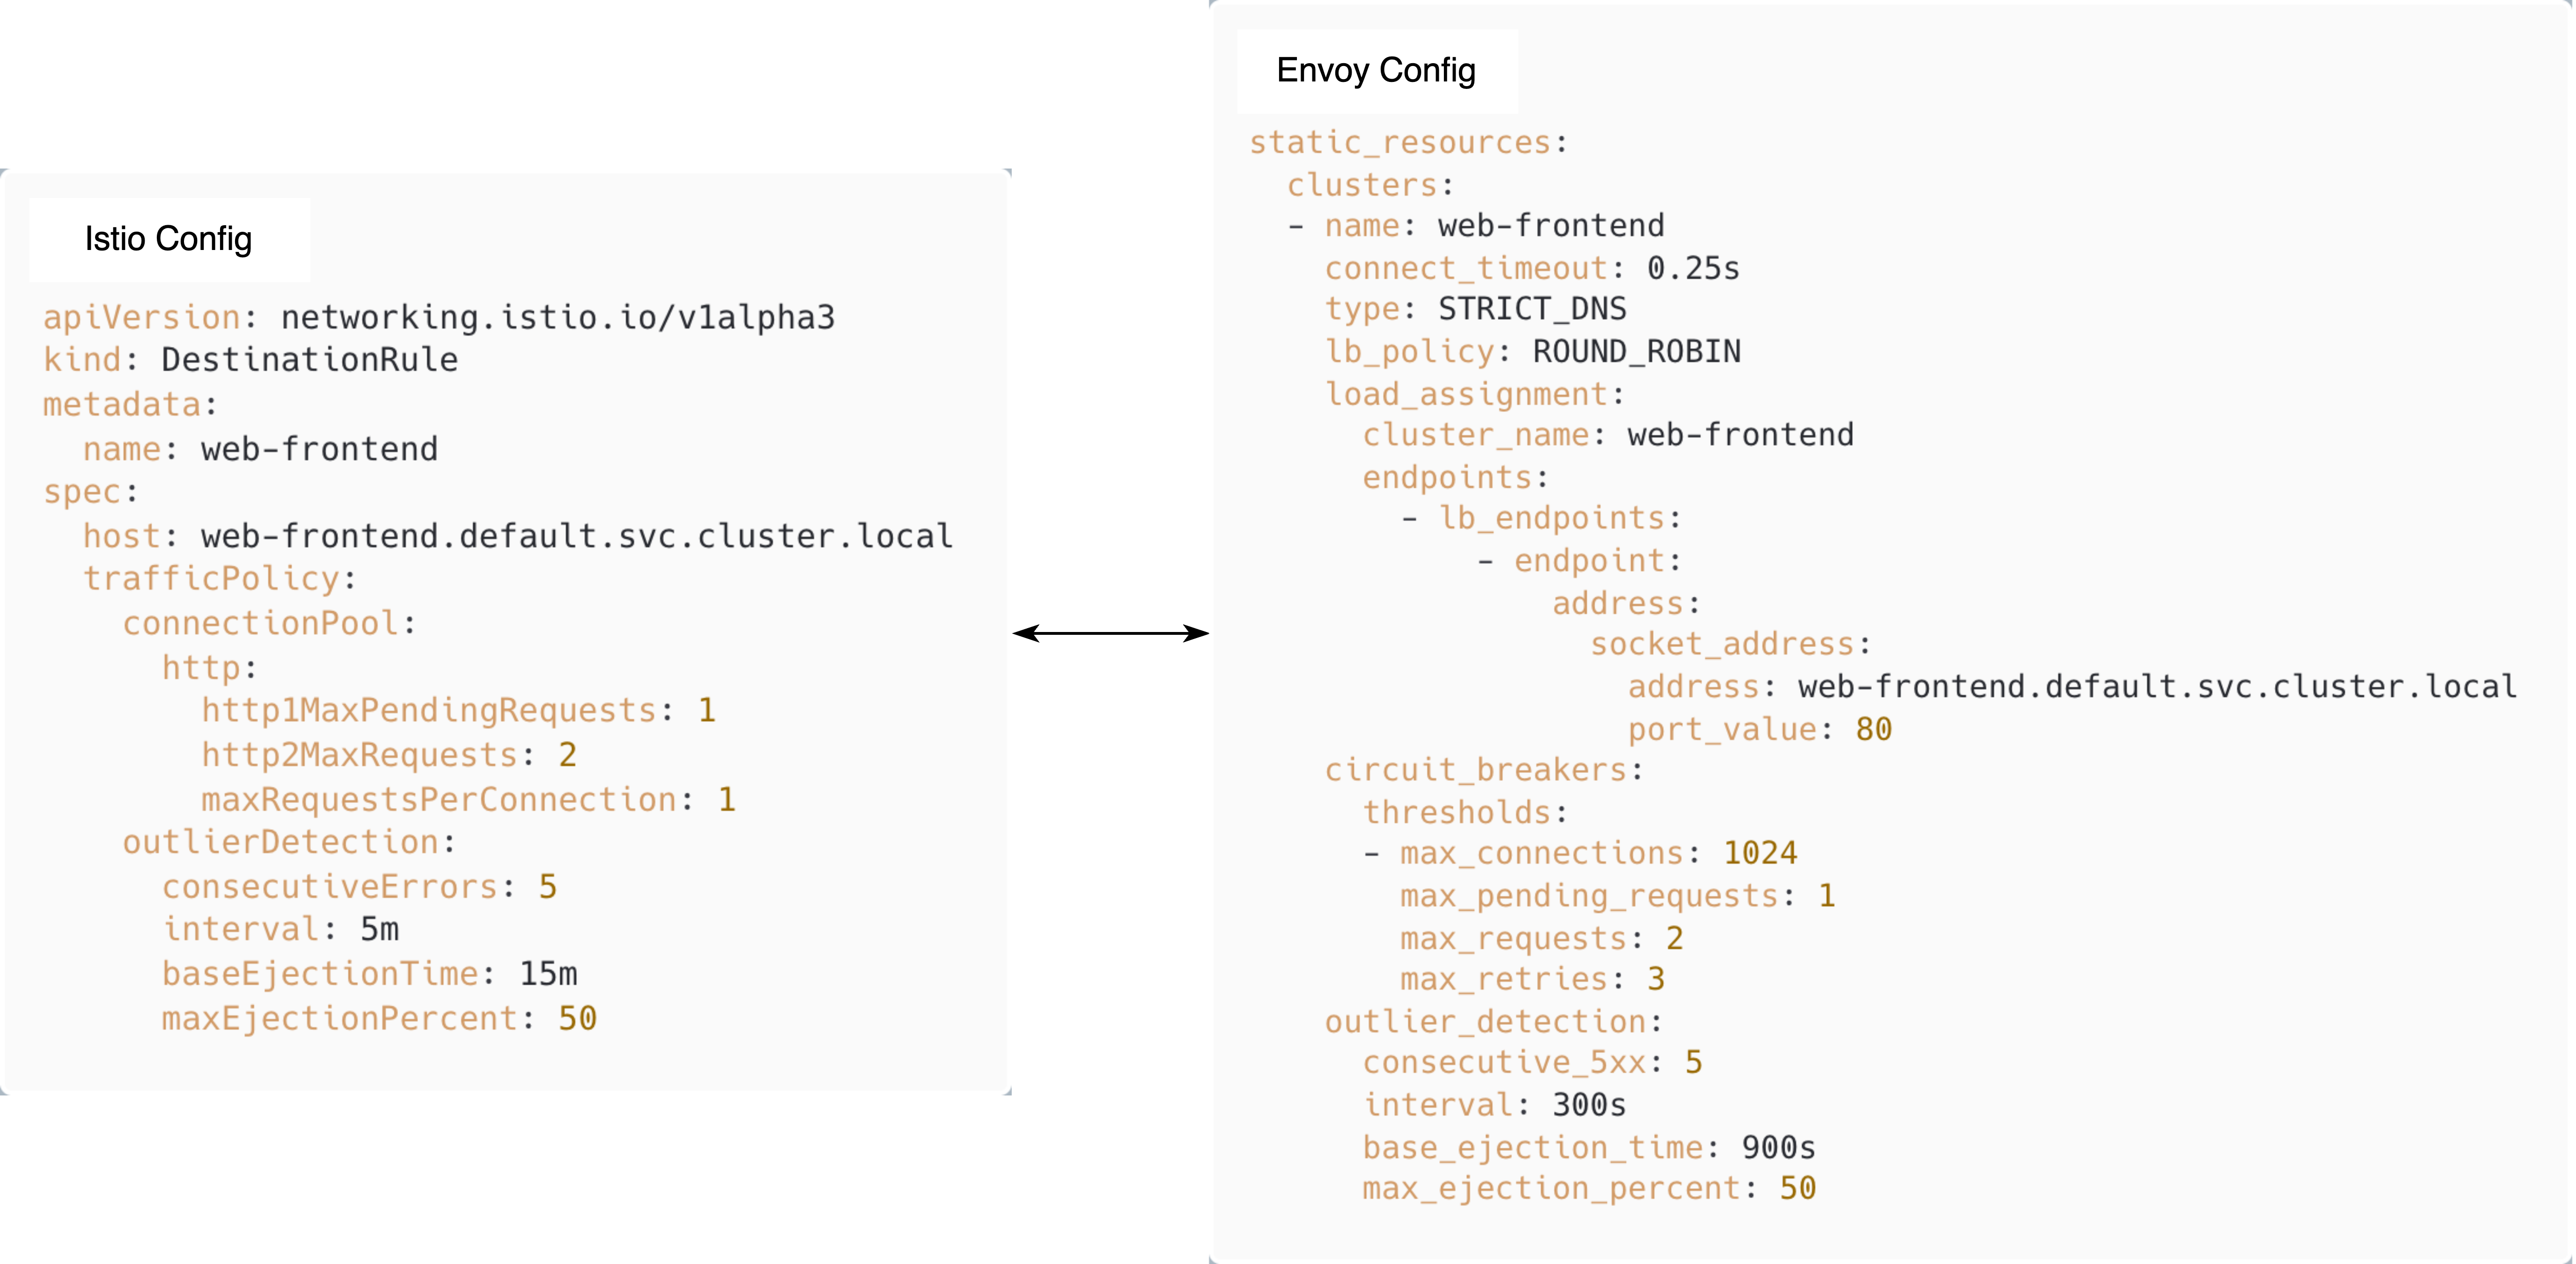 Istio Config
apiVersion: networking.istio.io/v1alpha3
kind: DestinationRule
metadata:
  name: web-frontend
spec:
  host: web-frontend.default.svc.cluster.local
  trafficPolicy:
    connectionPool:
      http:
        http1MaxPendingRequests: 1
        http2MaxRequests: 2
        maxRequestsPerConnection: 1
    outlierDetection:
      consecutiveErrors: 5
      interval: 5m
      baseEjectionTime: 15m
      maxEjectionPercent: 50
Envoy Config
static_resources:
  clusters:
  - name: web-frontend
    connect_timeout: 0.25s
    type: STRICT_DNS
    lb_policy: ROUND_ROBIN
    load_assignment:
      cluster_name: web-frontend
      endpoints:
        - lb_endpoints:
            - endpoint:
                address:
                  socket_address:
                    address: web-frontend.default.svc.cluster.local
                    port_value: 80
    circuit_breakers:
      thresholds:
      - max_connections: 1024
        max_pending_requests: 1
        max_requests: 2
        max_retries: 3
    outlier_detection:
      consecutive_5xx: 5
      interval: 300s
      base_ejection_time: 900s
      max_ejection_percent: 50